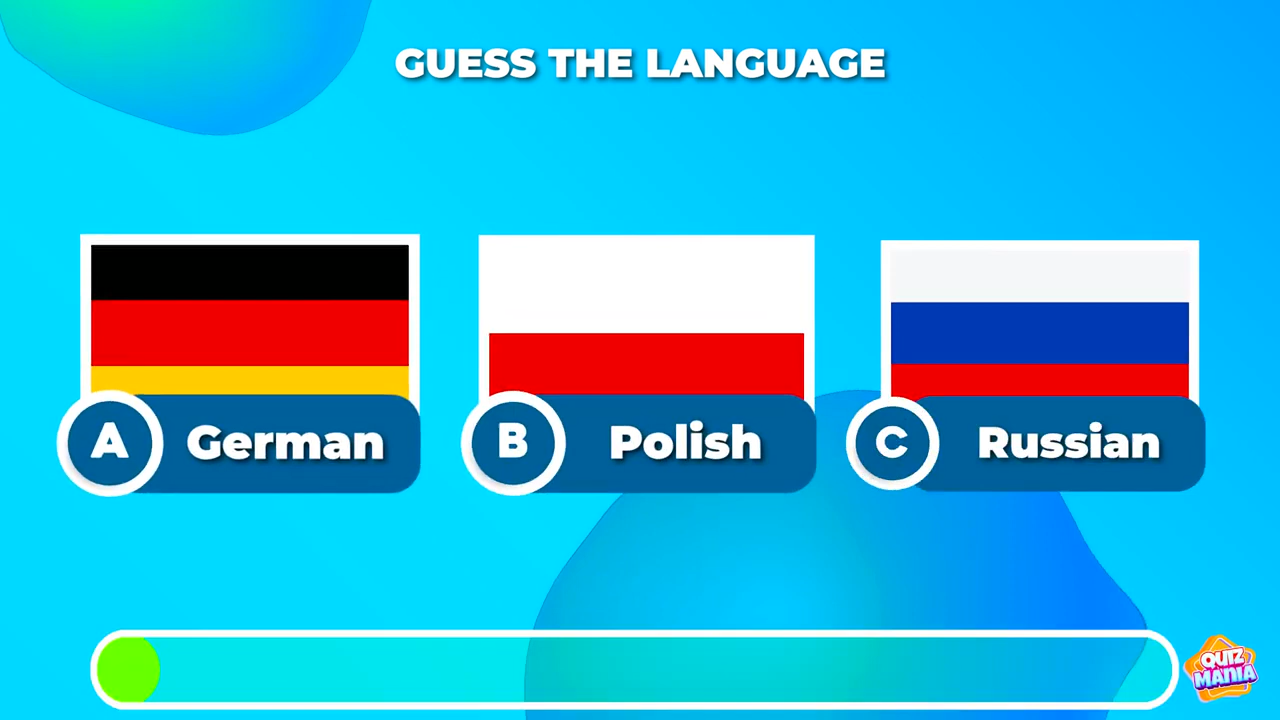 GUESS THE LANGUAGE
A German
B Polish
C Russian
QUIZ
MANIA